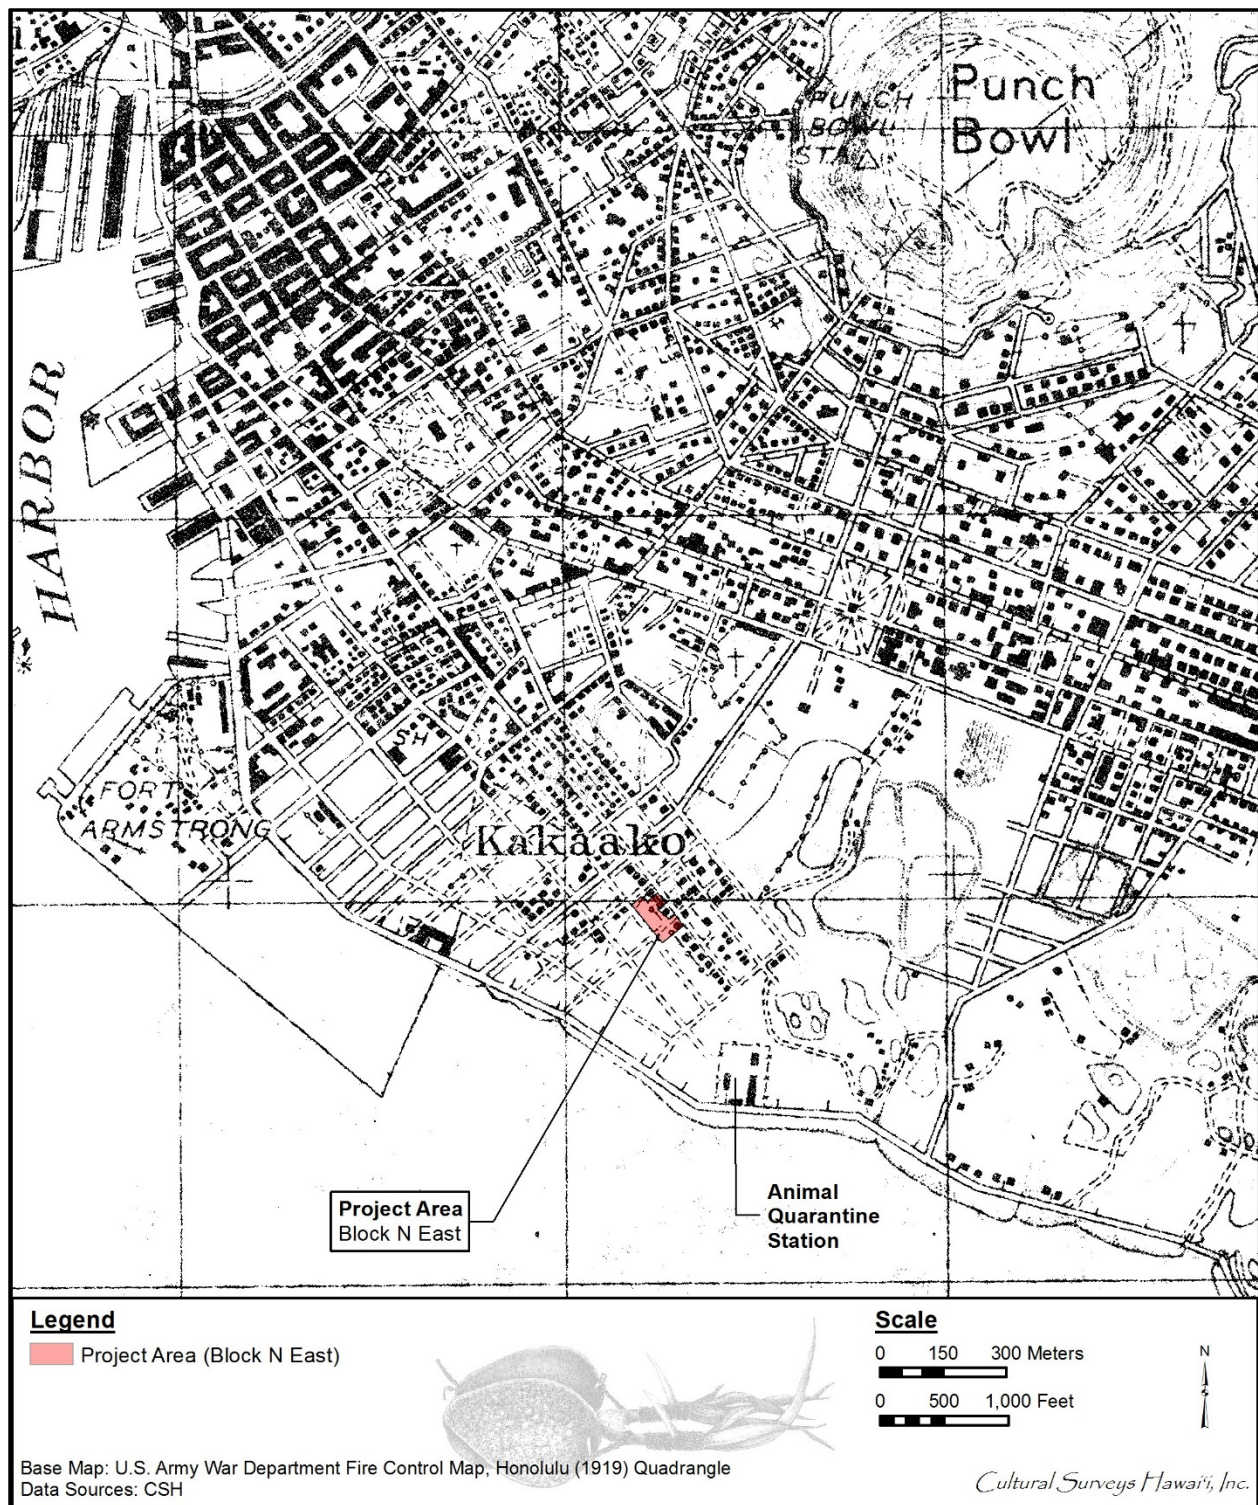 Punch
Bowl
PUNCH
BOWL
STA
HARBOR
SH
FORT
ARMSTRONG
Kakaako
Project Area
Block N East
Animal
Quarantine
Station
Legend
Project Area (Block N East)
Scale
0 150 300 Meters
0 500 1,000 Feet
N
Base Map: U.S. Army War Department Fire Control Map, Honolulu (1919) Quadrangle
Data Sources: CSH
Cultural Surveys Hawaiʻi, Inc.